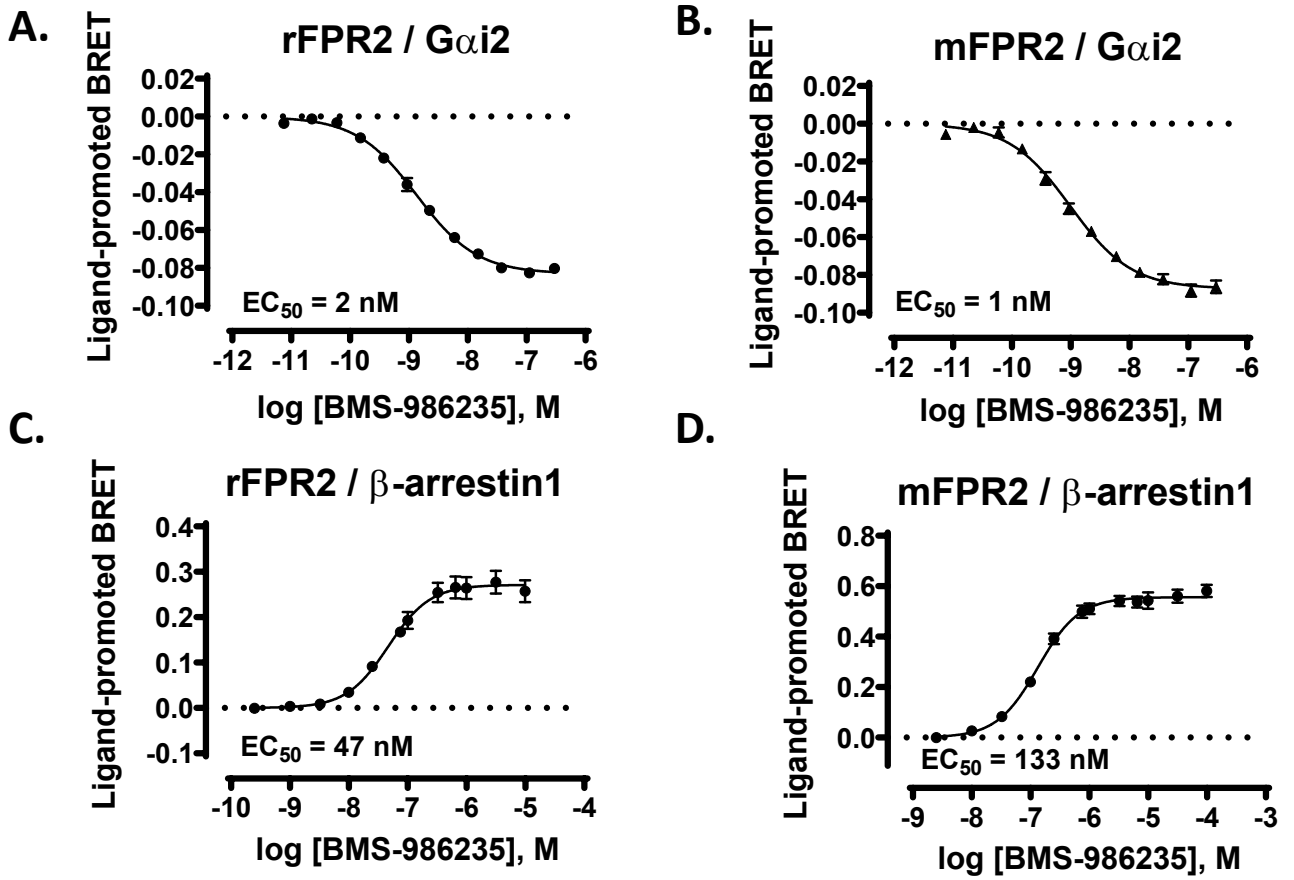 A.
rFPR2 / Gαi2
Ligand-promoted BRET
0.02
0.00
-0.02
-0.04
-0.06
-0.08
-0.10
EC50 = 2 nM
-12 -11 -10 -9 -8 -7 -6
log [BMS-986235], M
B.
mFPR2 / Gαi2
Ligand-promoted BRET
0.02
0.00
-0.02
-0.04
-0.06
-0.08
-0.10
EC50 = 1 nM
-12 -11 -10 -9 -8 -7 -6
log [BMS-986235], M
C.
rFPR2 / β-arrestin1
Ligand-promoted BRET
0.4
0.3
0.2
0.1
0.0
-0.1
EC50 = 47 nM
-10 -9 -8 -7 -6 -5 -4
log [BMS-986235], M
D.
mFPR2 / β-arrestin1
Ligand-promoted BRET
0.8
0.6
0.4
0.2
0.0
EC50 = 133 nM
-9 -8 -7 -6 -5 -4 -3
log [BMS-986235], M